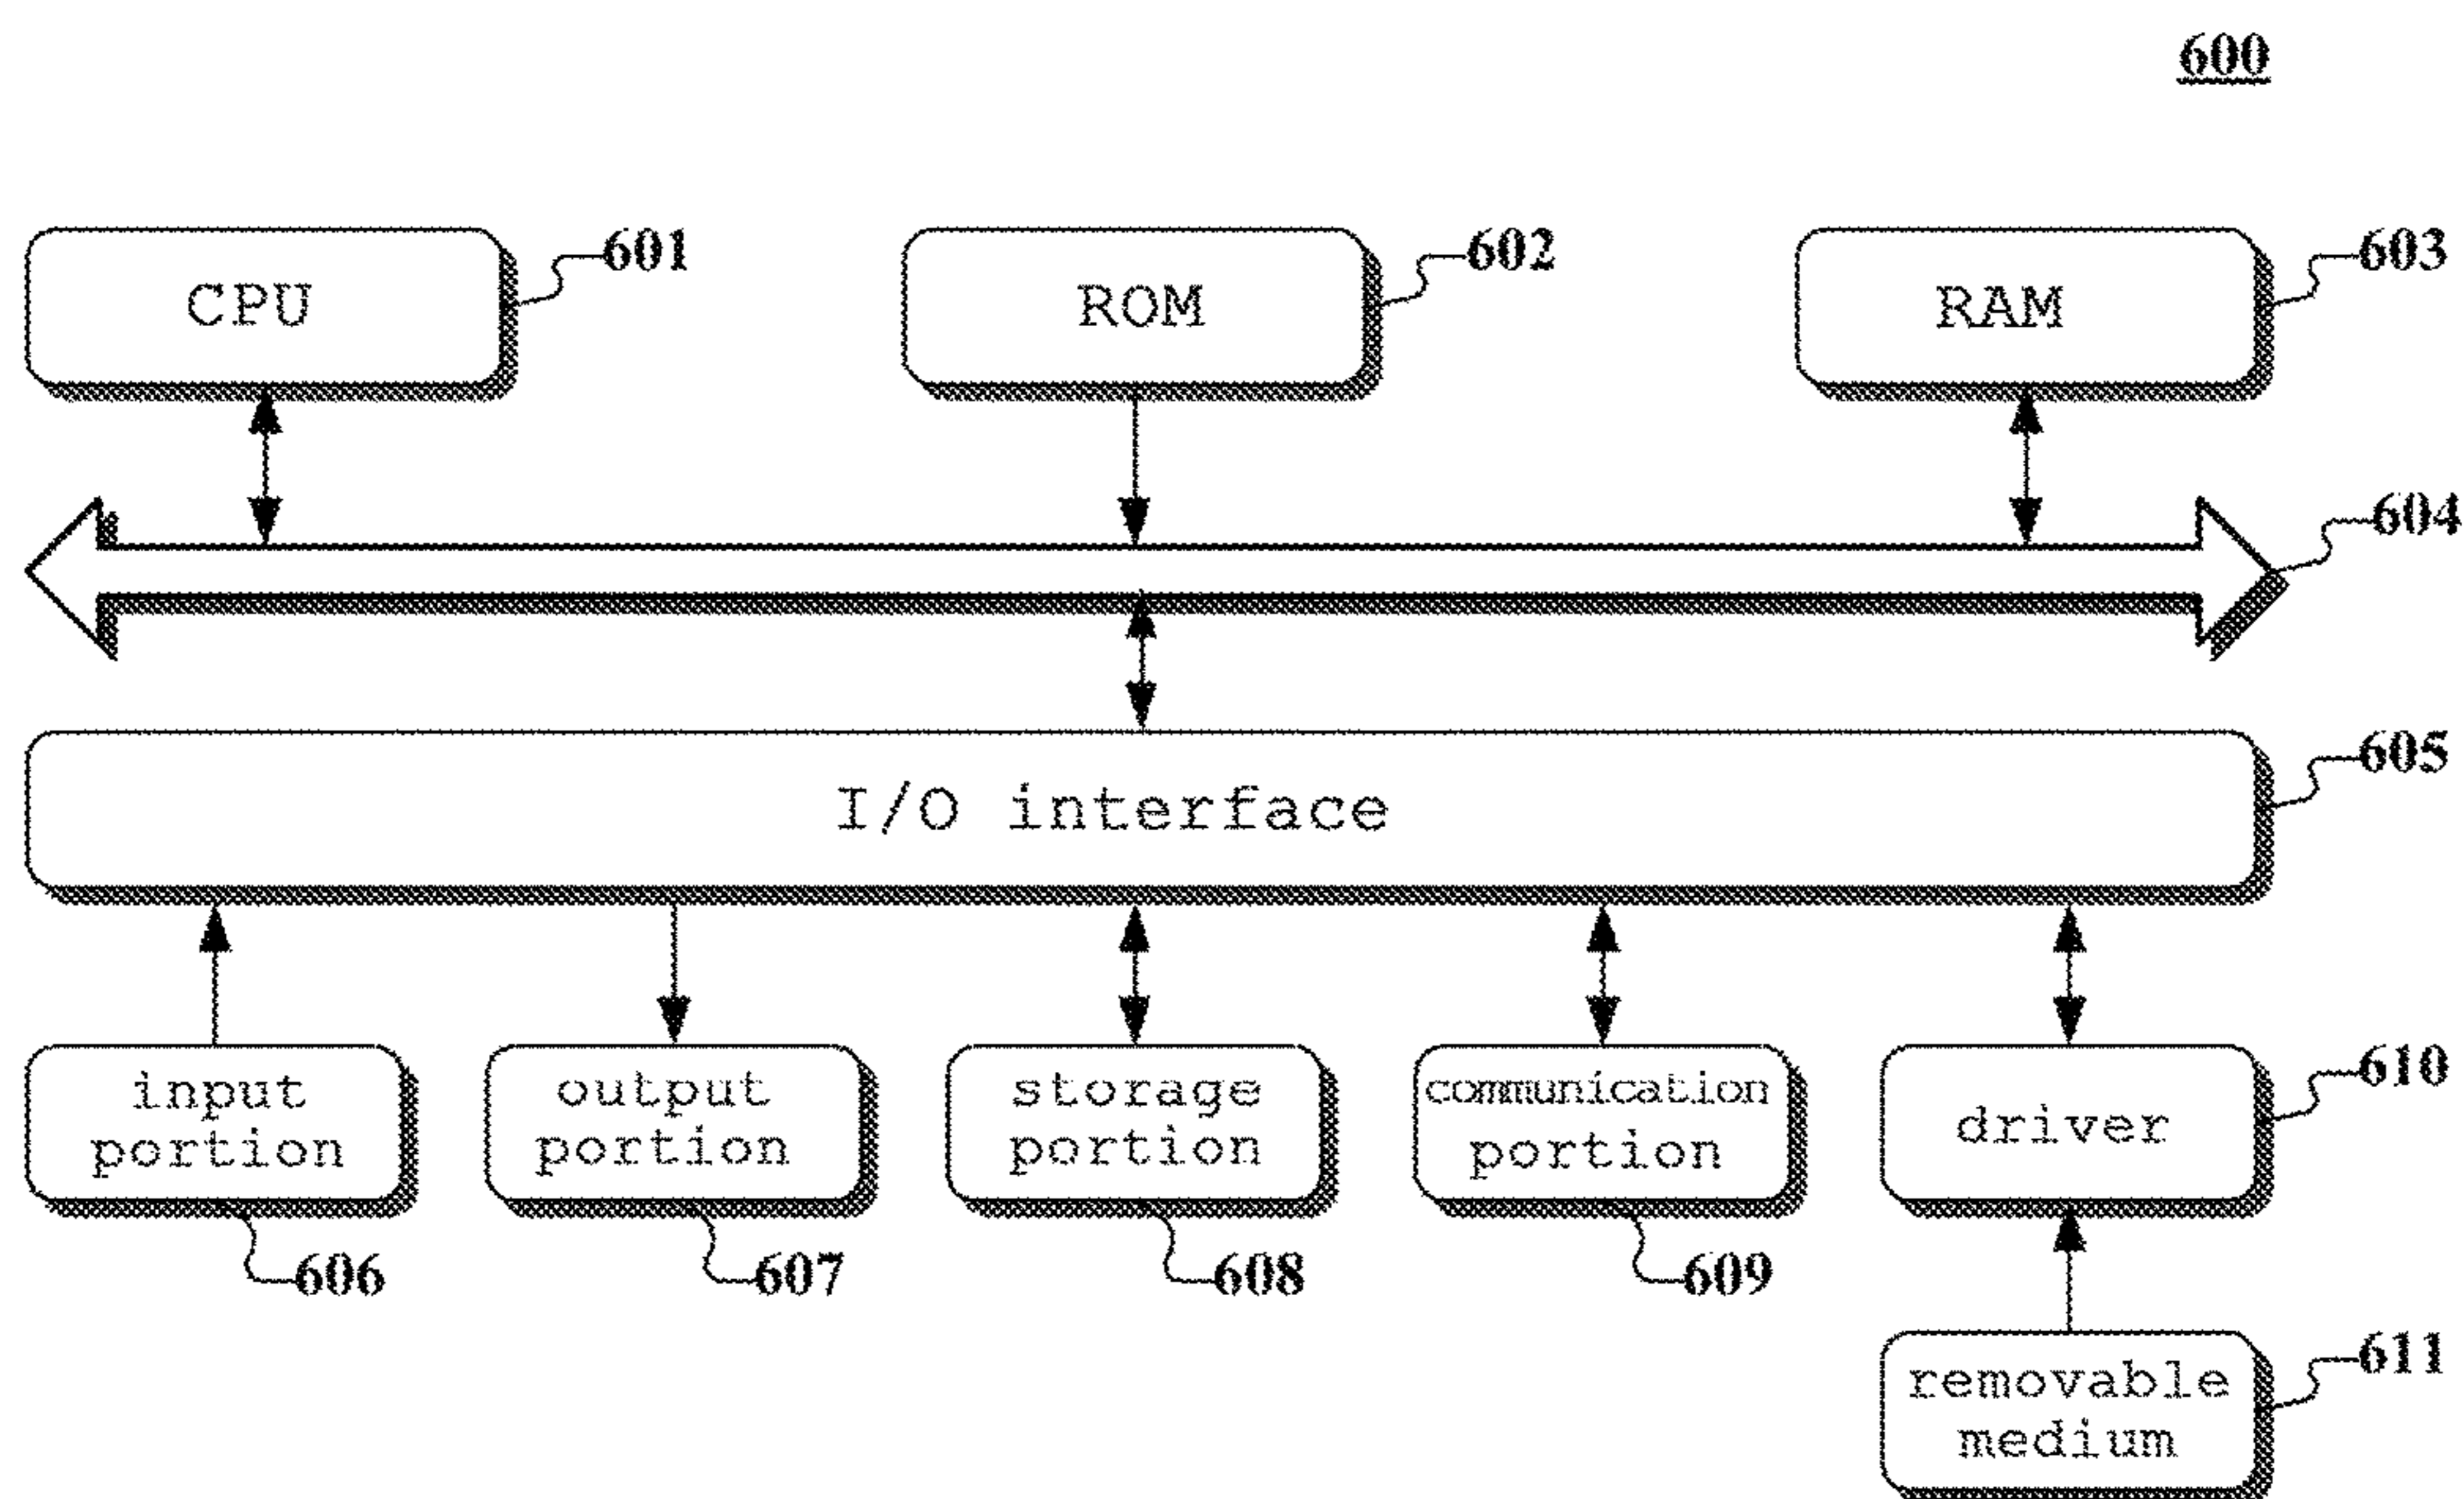 600
CPU
601
ROM
602
RAM
603
604
I/O interface
605
input
portion
606
output
portion
607
storage
portion
608
communication
portion
609
driver
610
removable
medium
611